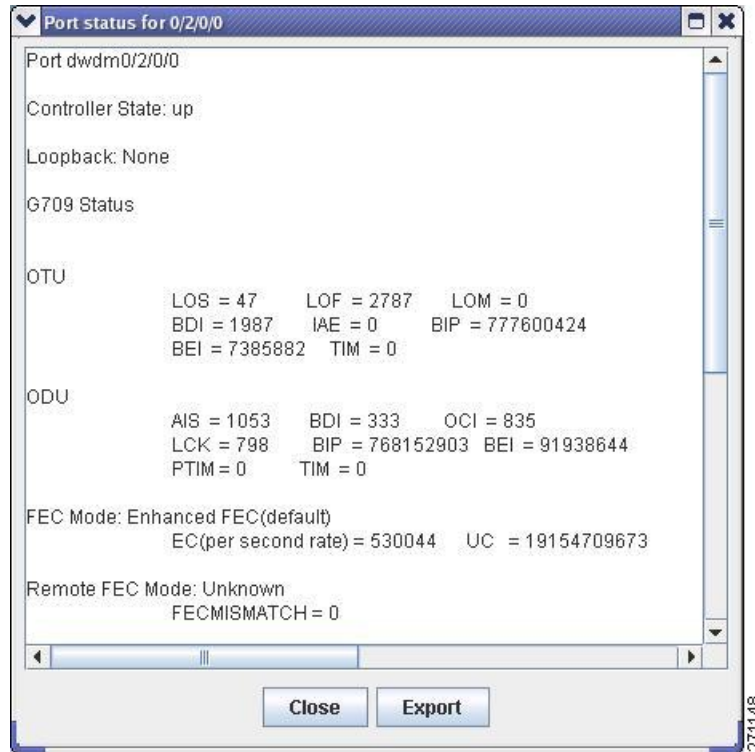 Port status for 0/2/0/0
Port dwdm0/2/0/0
Controller State: up
Loopback: None
G709 Status
OTU
LOS = 47 LOF = 2787 LOM = 0
BDI = 1987 IAE = 0 BIP = 777600424
BEI = 7385882 TIM = 0
ODU
AIS = 1053 BDI = 333 OCI = 835
LCK = 798 BIP = 768152903 BEI = 91938644
PTIM = 0 TIM = 0
FEC Mode: Enhanced FEC(default)
EC(per second rate) = 530044 UC = 19154709673
Remote FEC Mode: Unknown
FECMISMATCH = 0
Close Export